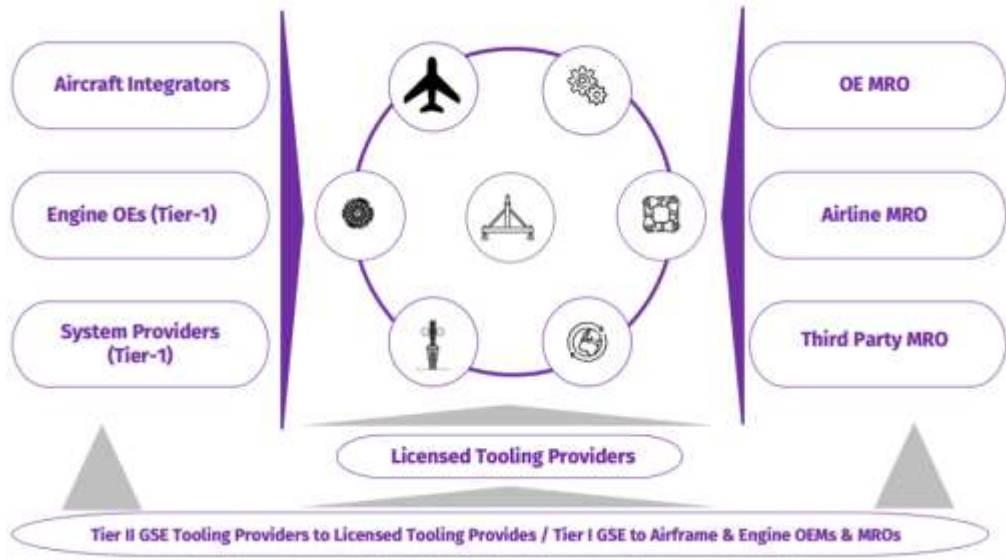 Aircraft Integrators
Engine OEs (Tier-1)
System Providers
(Tier-1)
OE MRO
Airline MRO
Third Party MRO
Licensed Tooling Providers
Tier II GSE Tooling Providers to Licensed Tooling Provides / Tier I GSE to Airframe & Engine OEMs & MROs